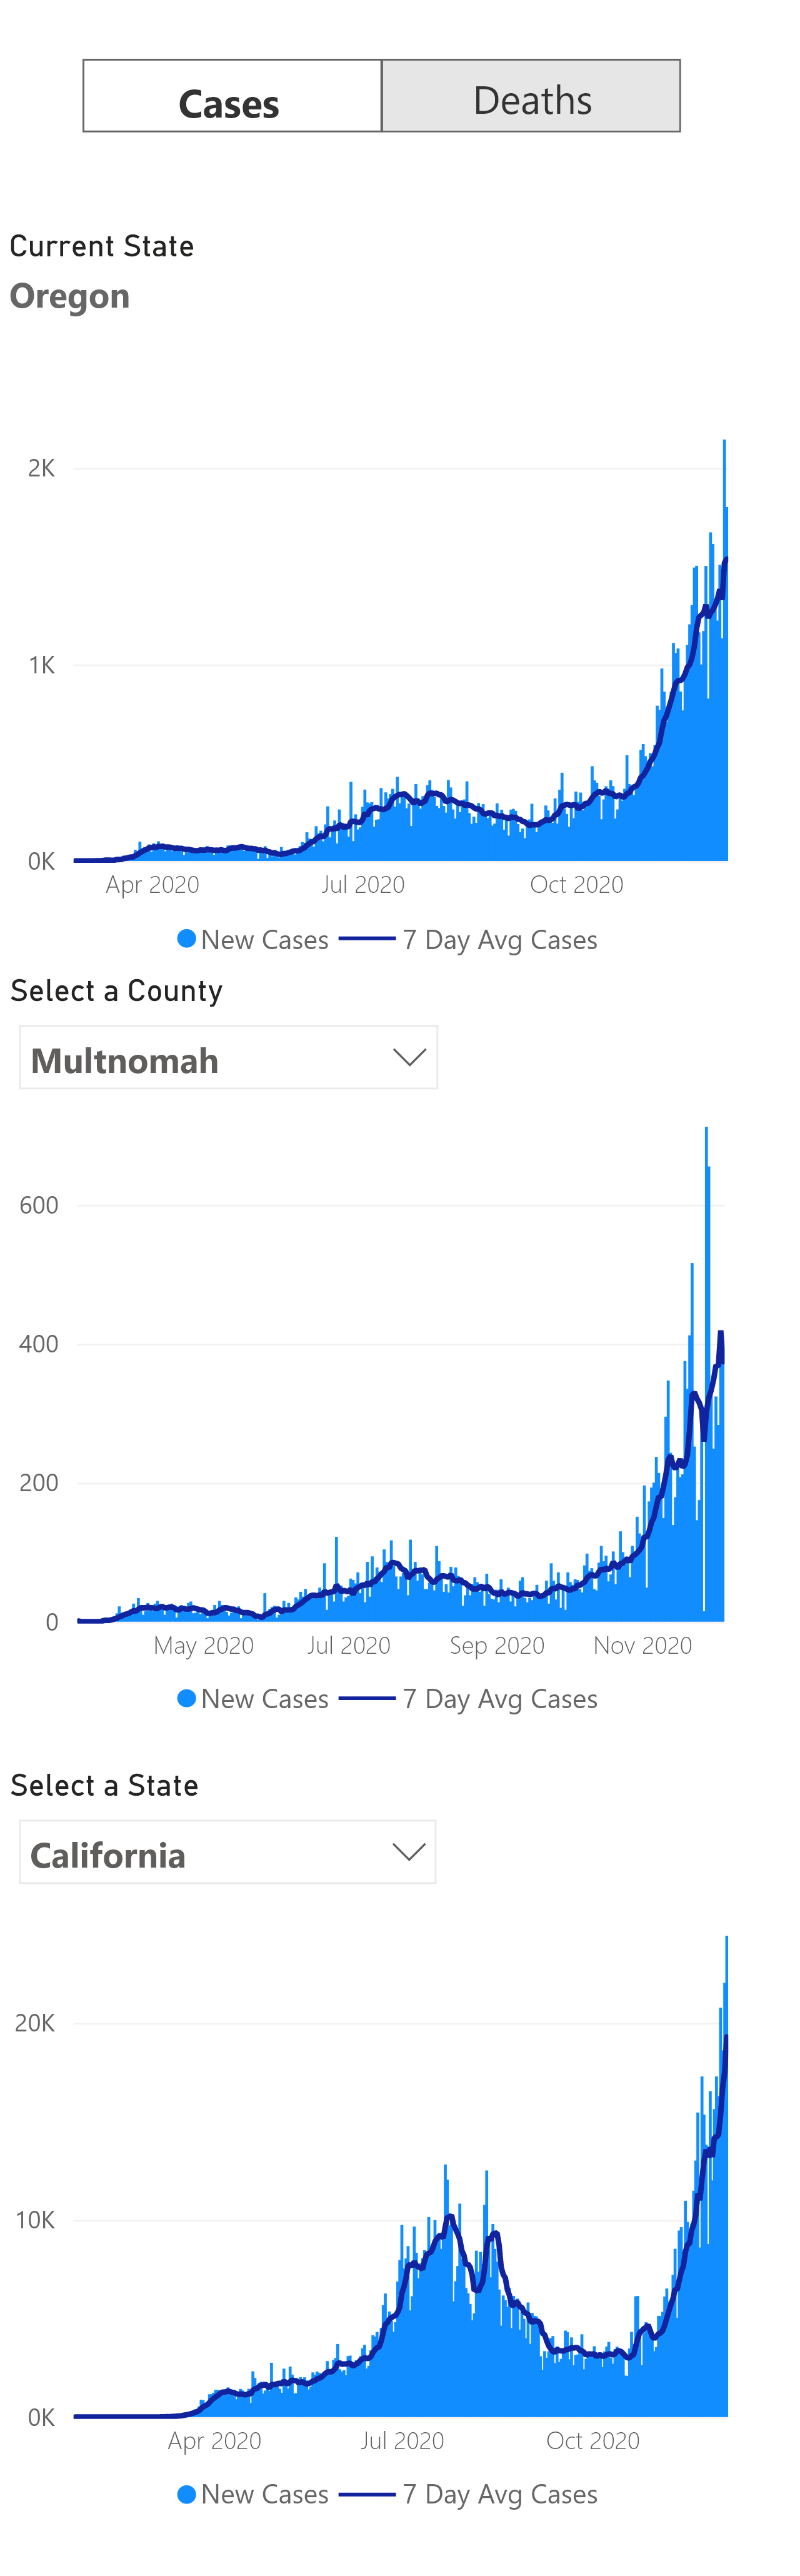 Cases Deaths
Current State
Oregon
2K
1K
0K
Apr 2020 Jul 2020 Oct 2020
New Cases 7 Day Avg Cases
Select a County
Multnomah
600
400
200
0
May 2020 Jul 2020 Sep 2020 Nov 2020
New Cases 7 Day Avg Cases
Select a State
California
20K
10K
0K
Apr 2020 Jul 2020 Oct 2020
New Cases 7 Day Avg Cases